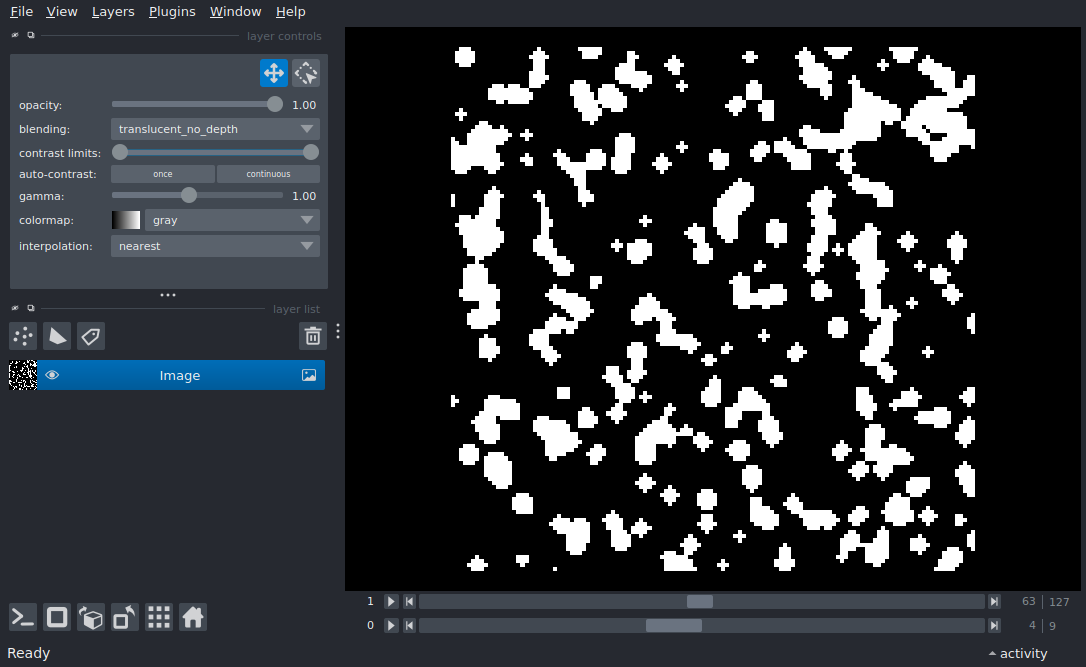 File View Layers Plugins Window Help
layer controls
opacity: 1.00
blending: translucent_no_depth
contrast limits:
auto-contrast: once continuous
gamma: 1.00
colormap: gray
interpolation: nearest
layer list
Image
1 63 127
0 4 9
Ready activity